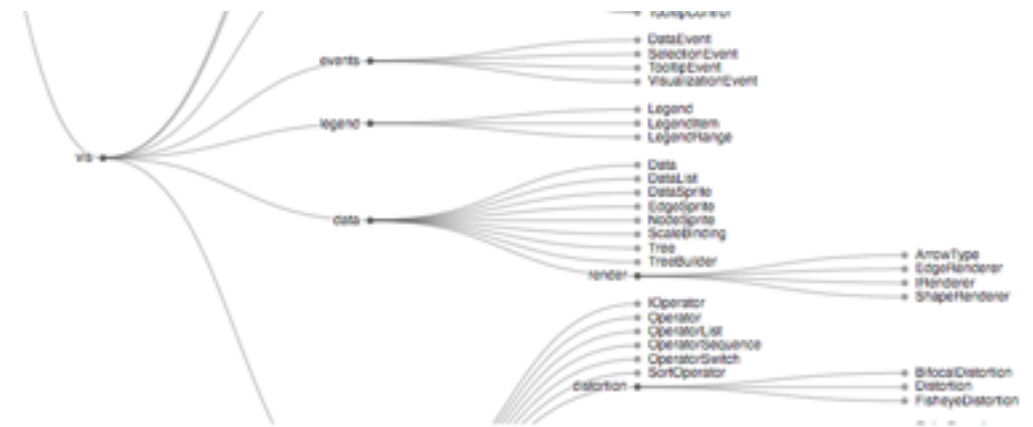 TooltipControl
events
DataEvent
SelectionEvent
TooltipEvent
VisualizationEvent
legend
Legend
LegendItem
LegendRange
vis
data
Data
DataList
DataSprite
EdgeSprite
NodeSprite
ScaleBinding
Tree
TreeBuilder
render
ArrowType
EdgeRenderer
IRenderer
ShapeRenderer
IOperator
Operator
OperatorList
OperatorSequence
OperatorSwitch
SortOperator
distortion
BifocalDistortion
Distortion
FisheyeDistortion